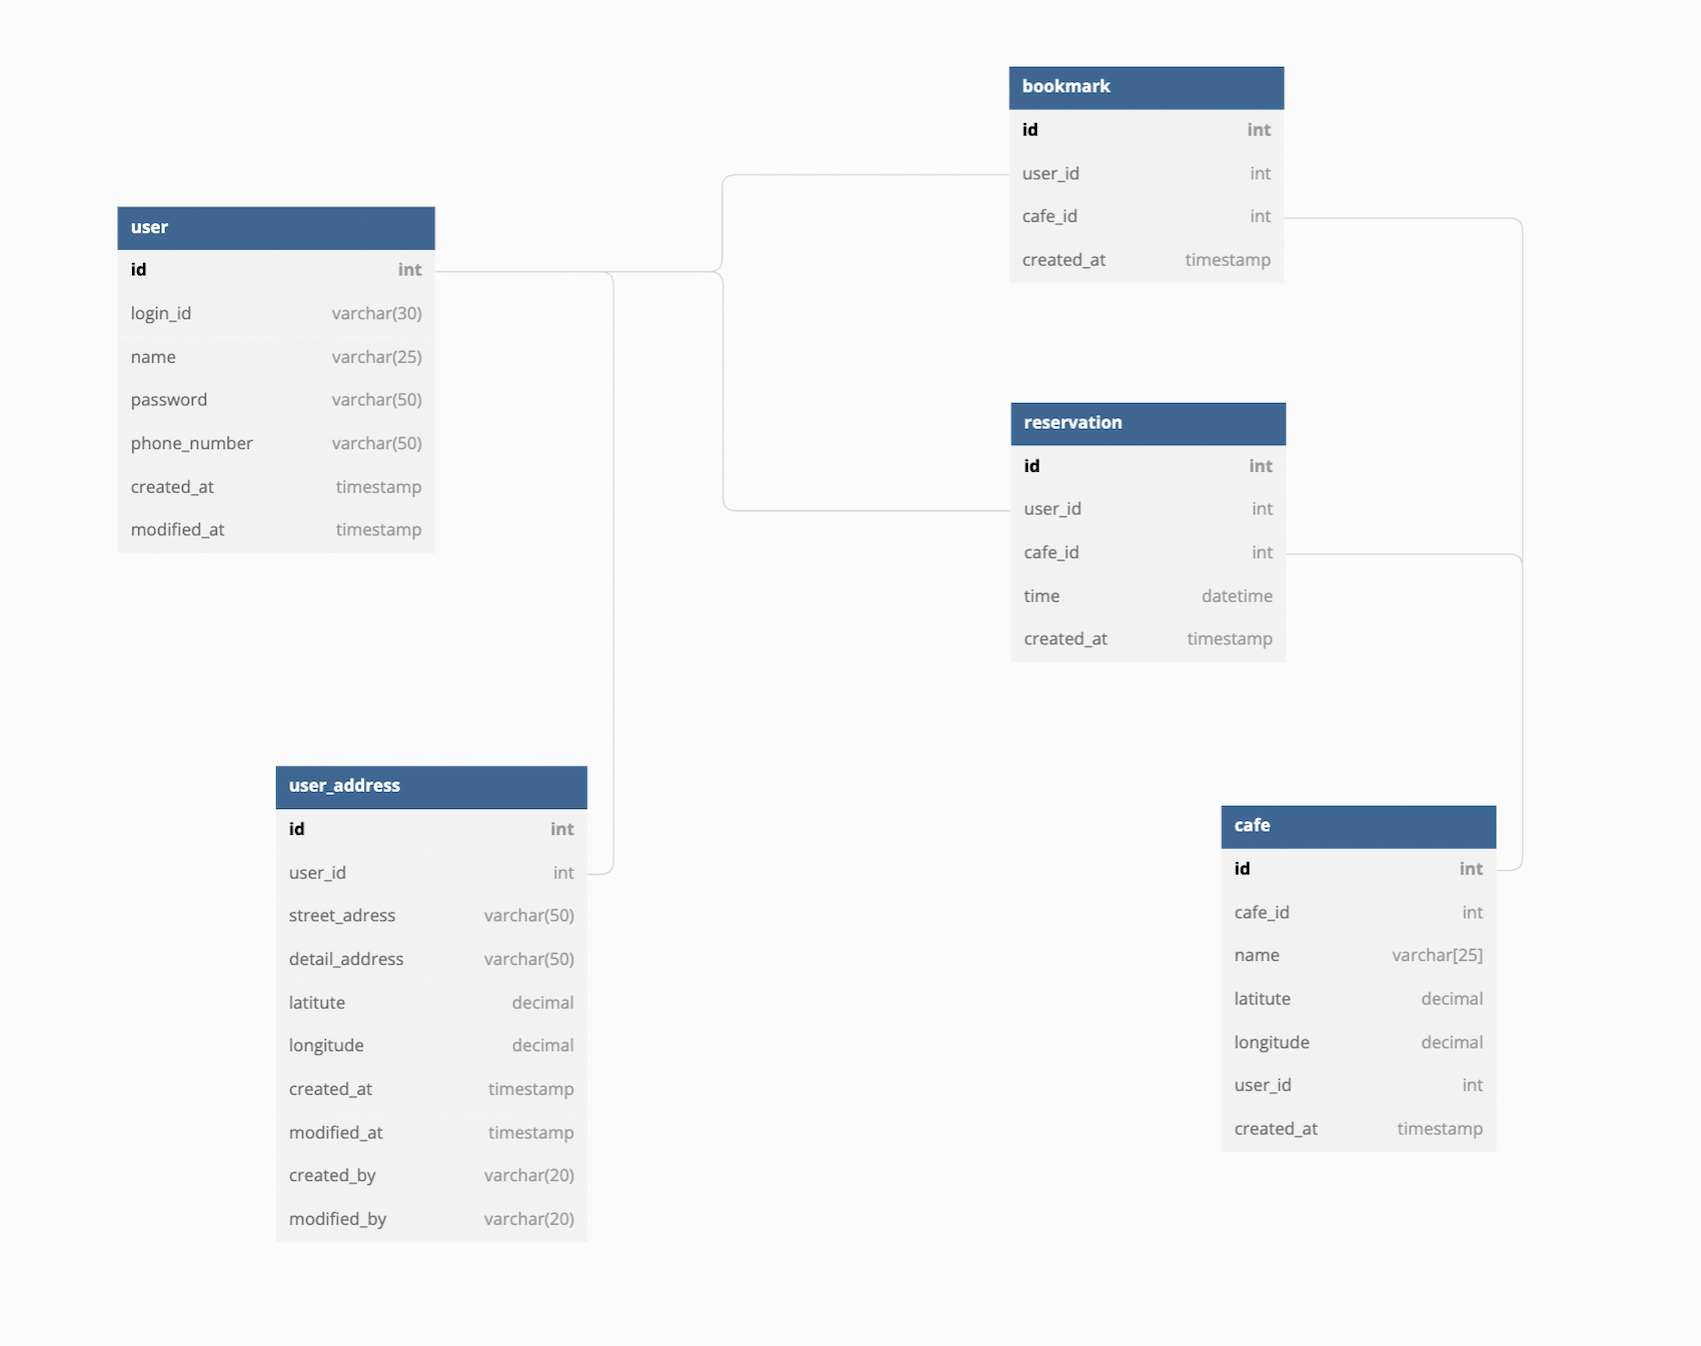 bookmark
id int
user_id int
cafe_id int
created_at timestamp
user
id int
login_id varchar(30)
name varchar(25)
password varchar(50)
phone_number varchar(50)
created_at timestamp
modified_at timestamp
reservation
id int
user_id int
cafe_id int
time datetime
created_at timestamp
user_address
id int
user_id int
street_adress varchar(50)
detail_address varchar(50)
latitute decimal
longitude decimal
created_at timestamp
modified_at timestamp
created_by varchar(20)
modified_by varchar(20)
cafe
id int
cafe_id int
name varchar[25]
latitute decimal
longitude decimal
user_id int
created_at timestamp